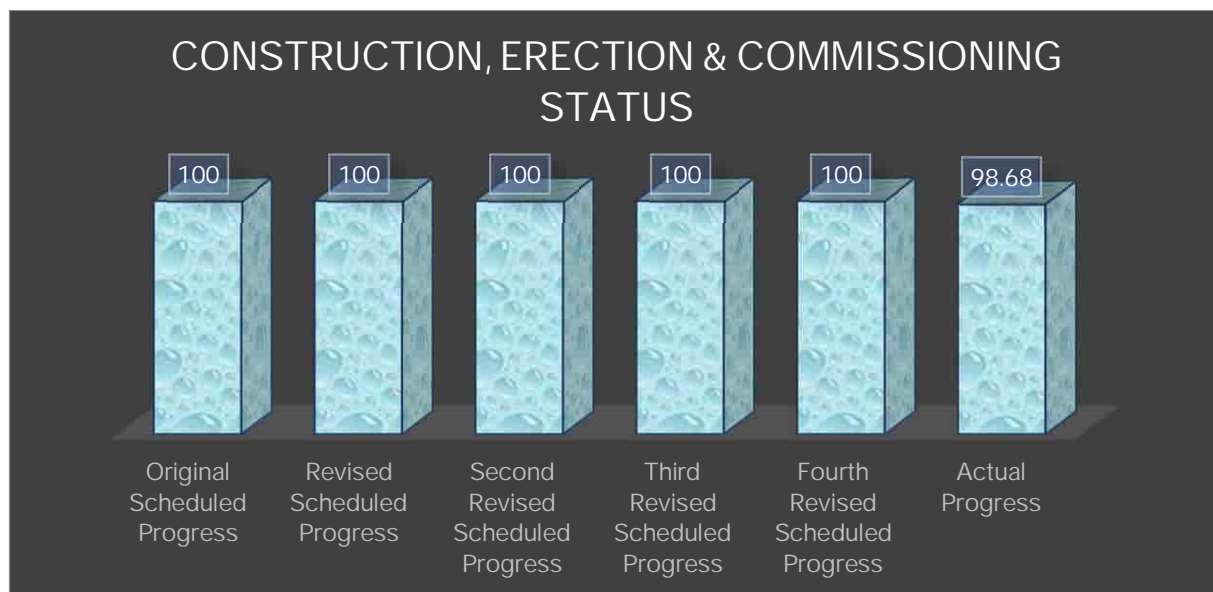 CONSTRUCTION, ERECTION & COMMISSIONING
STATUS
100
100
100
100
100
98.68
Original
Scheduled
Progress
Revised
Scheduled
Progress
Second
Revised
Scheduled
Progress
Third
Revised
Scheduled
Progress
Fourth
Revised
Scheduled
Progress
Actual
Progress